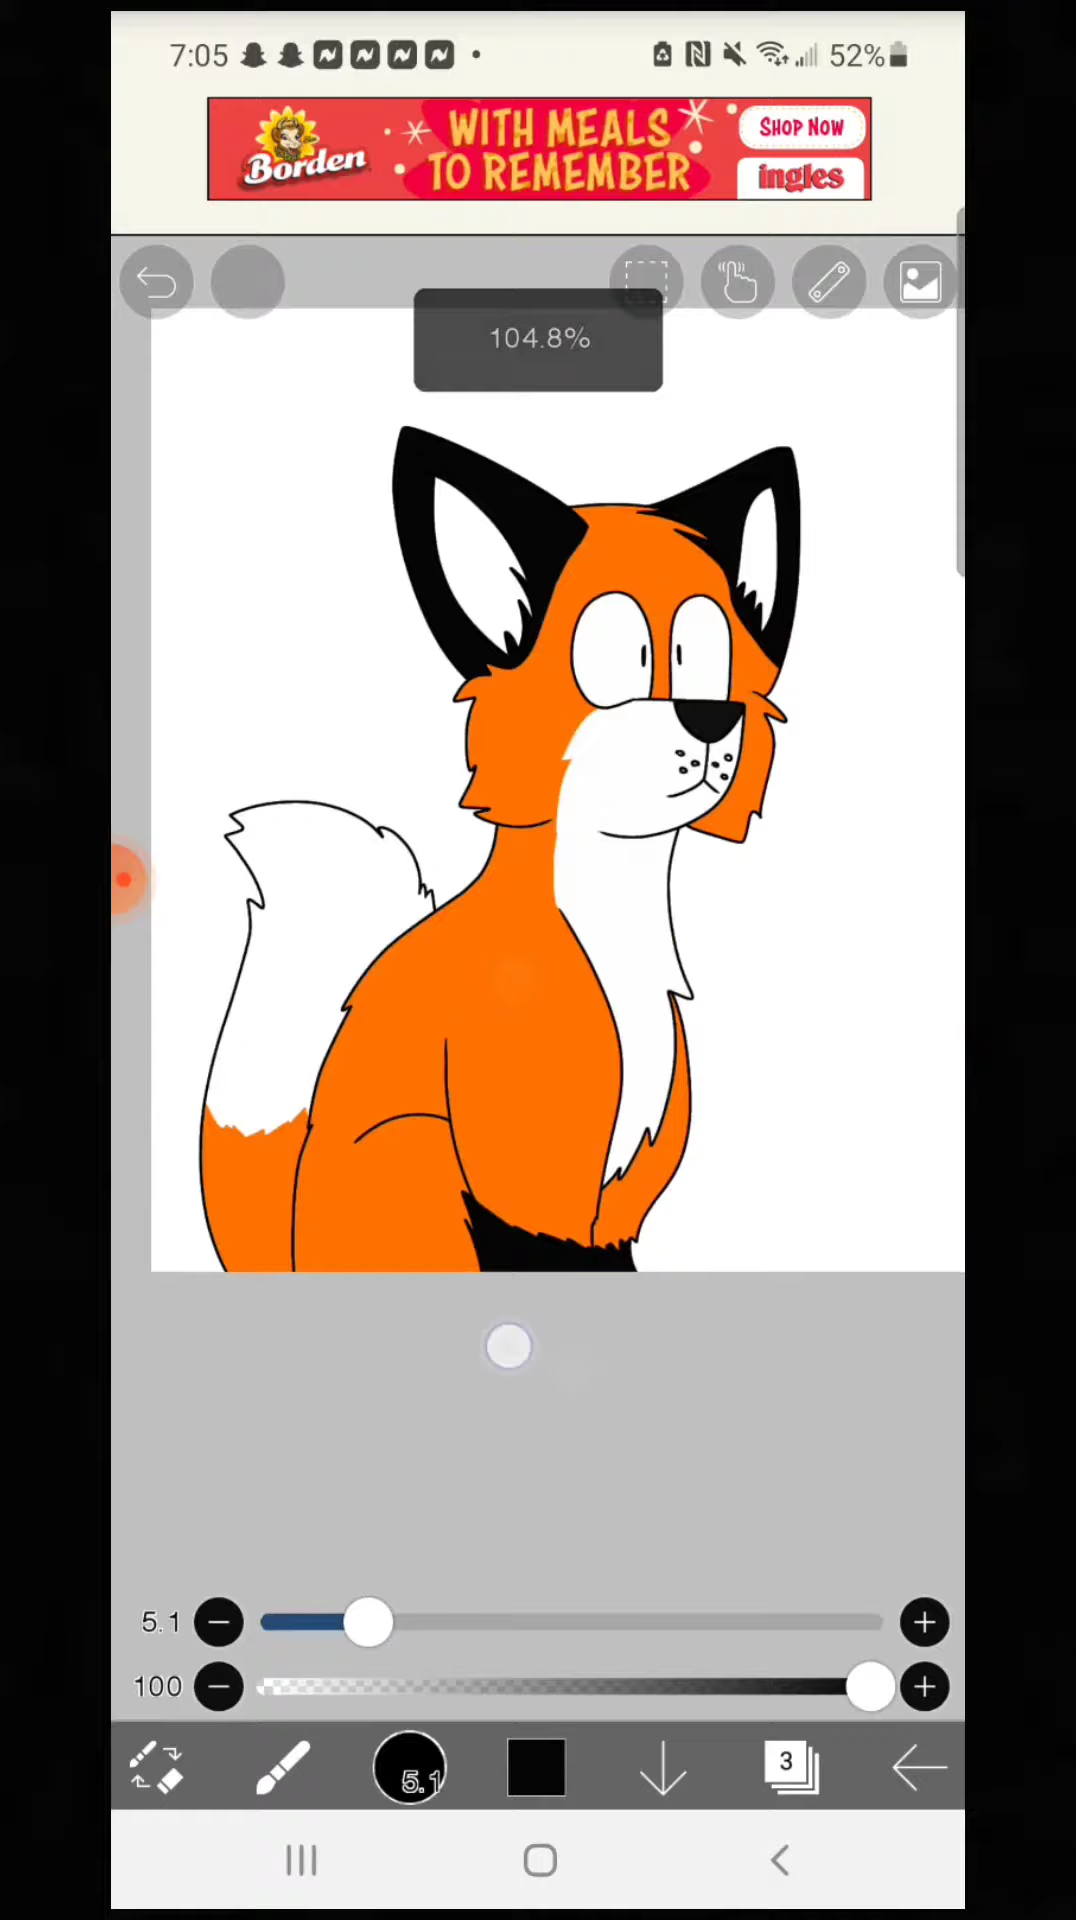 7:05
52%
Borden
WITH MEALS
TO REMEMBER
SHOP NOW
ingles
104.8%
5.1
100
5.1
3